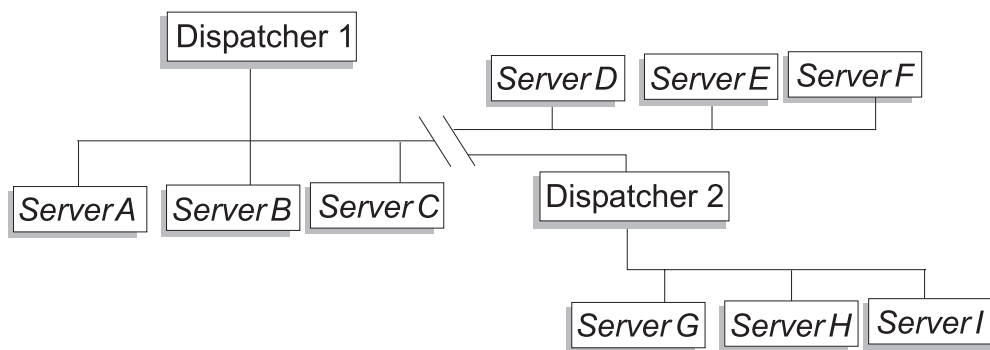 Dispatcher 1
Server D
Server E
Server F
Server A
Server B
Server C
Dispatcher 2
Server G
Server H
Server I